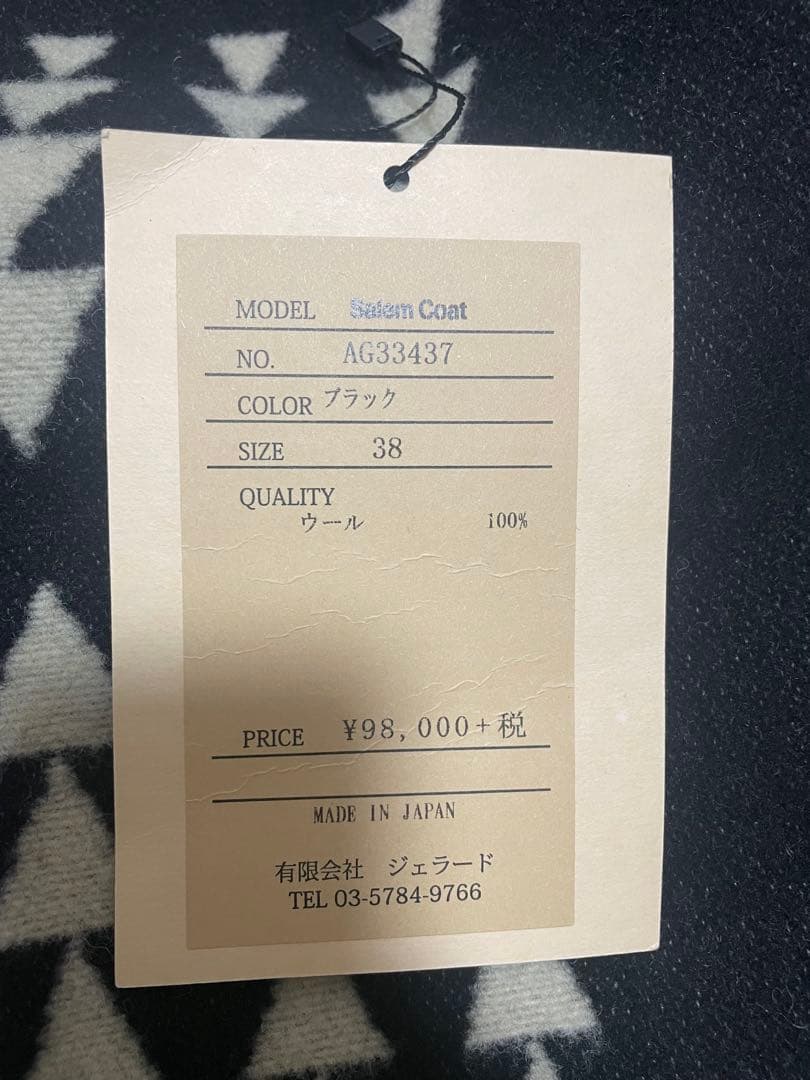 MODEL Salem Coat
NO. AG33437
COLOR ブラック
SIZE 38
QUALITY
ウール 100%
PRICE ¥98,000+税
MADE IN JAPAN
有限会社 ジェラード
TEL 03-5784-9766